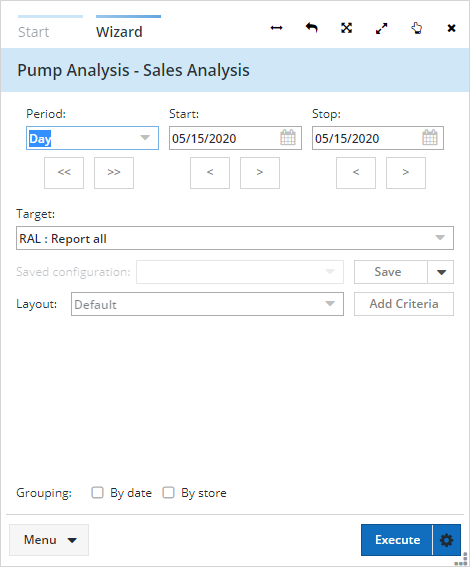 Start Wizard
Pump Analysis - Sales Analysis
Period: Start: Stop:
Day 05/15/2020 05/15/2020
<< >> < > < >
Target:
RAL : Report all
Saved configuration: Save
Layout: Default Add Criteria
Grouping: By date By store
Menu Execute